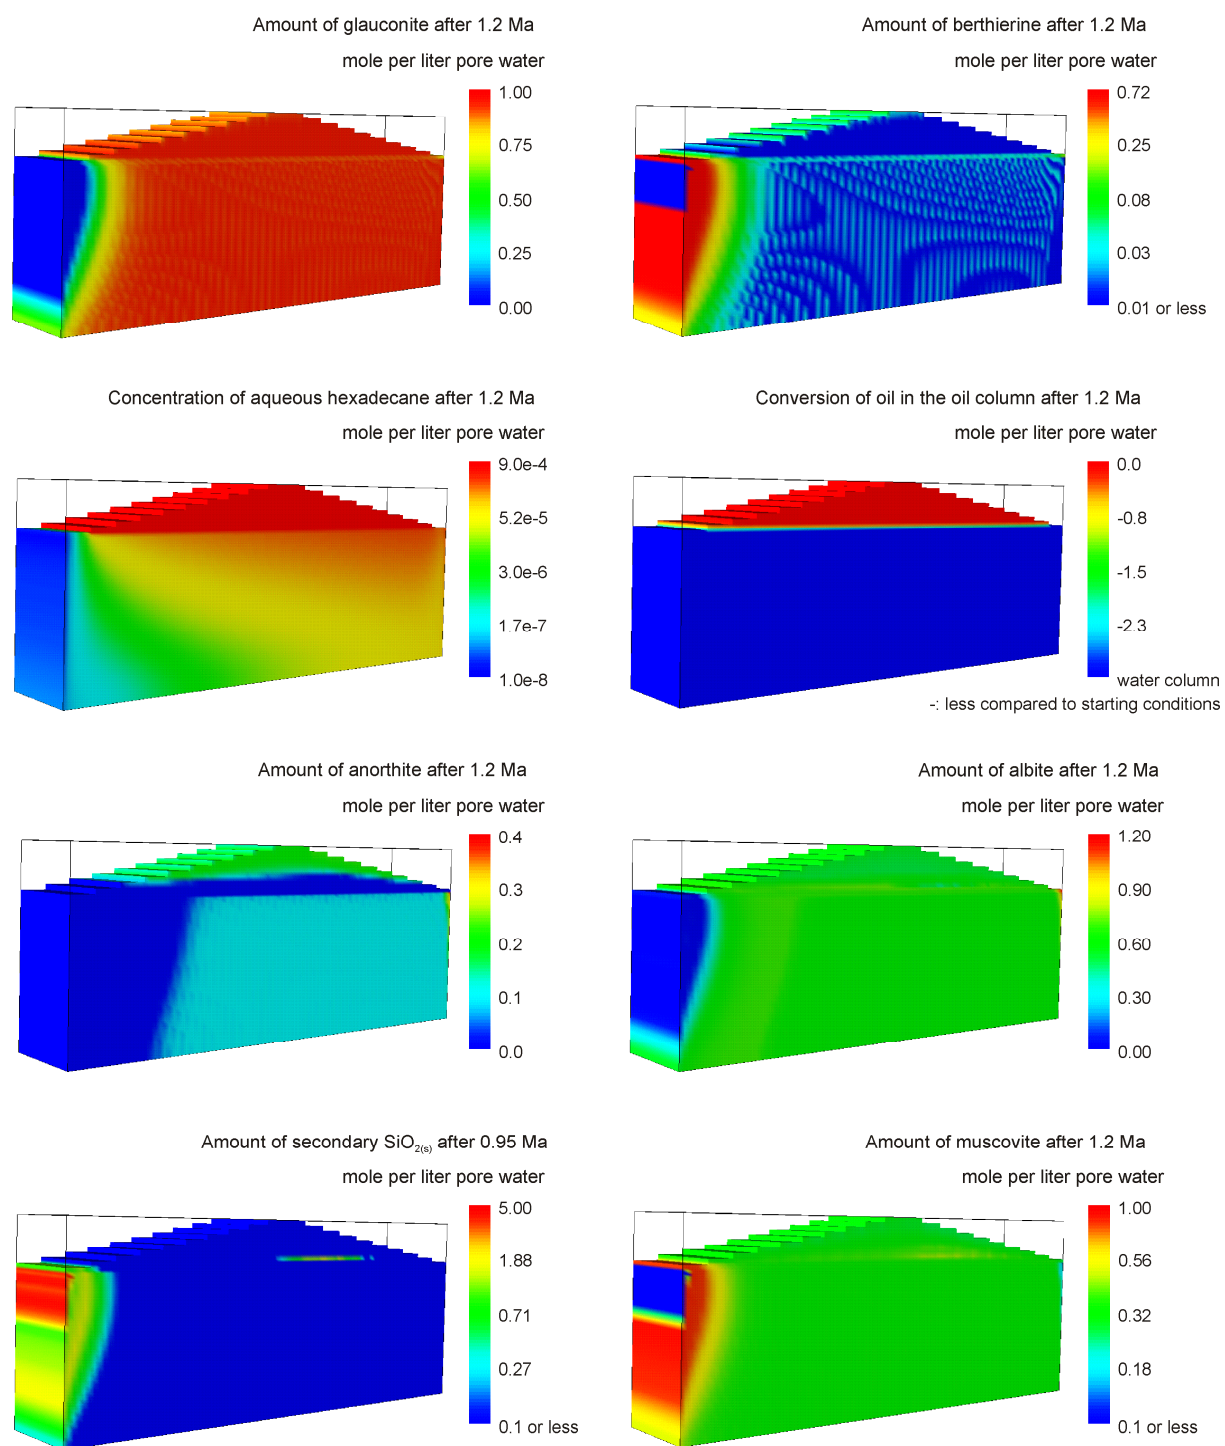 Amount of glauconite after 1.2 Ma
mole per liter pore water
1.00
0.75
0.50
0.25
0.00
Amount of berthierine after 1.2 Ma
mole per liter pore water
0.72
0.25
0.08
0.03
0.01 or less
Concentration of aqueous hexadecane after 1.2 Ma
mole per liter pore water
9.0e-4
5.2e-5
3.0e-6
1.7e-7
1.0e-8
Conversion of oil in the oil column after 1.2 Ma
mole per liter pore water
0.0
-0.8
-1.5
-2.3
water column
-: less compared to starting conditions
Amount of anorthite after 1.2 Ma
mole per liter pore water
0.4
0.3
0.2
0.1
0.0
Amount of albite after 1.2 Ma
mole per liter pore water
1.20
0.90
0.60
0.30
0.00
Amount of secondary SiO2(s) after 0.95 Ma
mole per liter pore water
5.00
1.88
0.71
0.27
0.1 or less
Amount of muscovite after 1.2 Ma
mole per liter pore water
1.00
0.56
0.32
0.18
0.1 or less